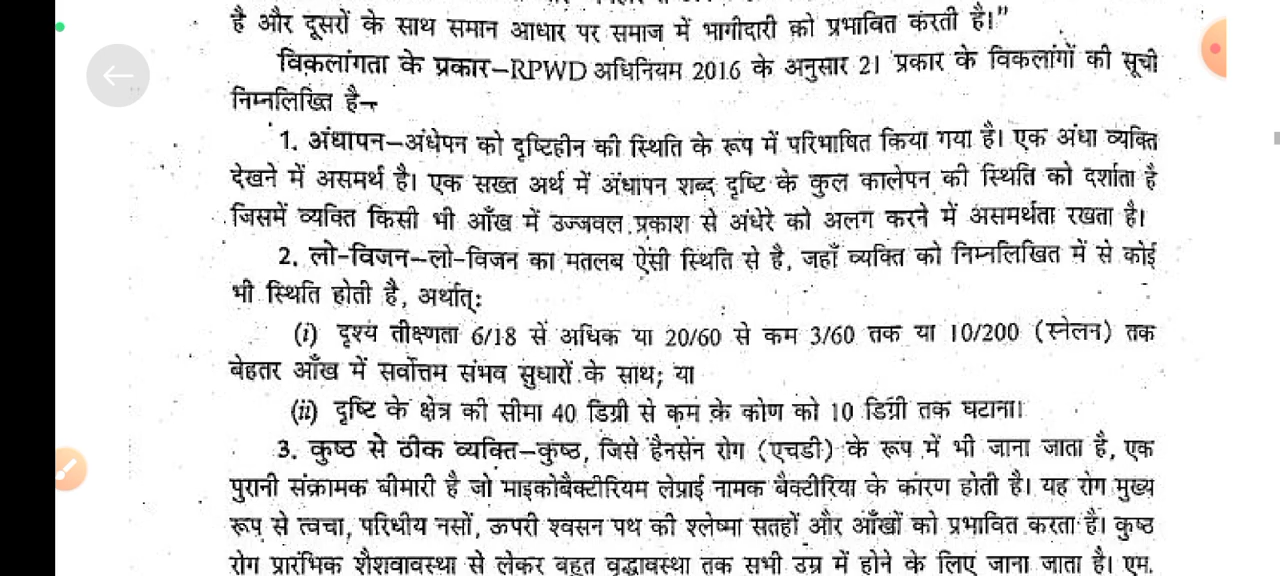 है और दूसरों के साथ समान आधार पर समाज में भागीदारी को प्रभावित करती है।”
विकलांगता के प्रकार–RPWD अधिनियम 2016 के अनुसार 21 प्रकार के विकलांगों की सूची
निम्नलिखित है–
1. अंधापन–अंधेपन को दृष्टिहीन की स्थिति के रूप में परिभाषित किया गया है। एक अंधा व्यक्ति
देखने में असमर्थ है। एक सख्त अर्थ में अंधापन शब्द दृष्टि के कुल कालेपन की स्थिति को दर्शाता है
जिसमें व्यक्ति किसी भी आँख में उज्जवल प्रकाश से अंधेरे को अलग करने में असमर्थता रखता है।
2. लो-विजन–लो-विजन का मतलब ऐसी स्थिति से है, जहाँ व्यक्ति को निम्नलिखित में से कोई
भी स्थिति होती है, अर्थात्:
(i) दृश्य तीक्ष्णता 6/18 से अधिक या 20/60 से कम 3/60 तक या 10/200 (स्नेलन) तक
बेहतर आँख में सर्वोत्तम संभव सुधारों के साथ; या
(ii) दृष्टि के क्षेत्र की सीमा 40 डिग्री से कम के कोण को 10 डिग्री तक घटाना।
3. कुष्ठ से ठीक व्यक्ति–कुष्ठ, जिसे हैनसेन रोग (एचडी) के रूप में भी जाना जाता है, एक
पुरानी संक्रामक बीमारी है जो माइकोबैक्टीरियम लेप्राई नामक बैक्टीरिया के कारण होती है। यह रोग मुख्य
रूप से त्वचा, परिधीय नसों, ऊपरी श्वसन पथ की श्लेष्मा सतहों और आँखों को प्रभावित करता है। कुष्ठ
रोग प्रारंभिक शैशवावस्था से लेकर बहुत वृद्धावस्था तक सभी उम्र में होने के लिए जाना जाता है। एम.